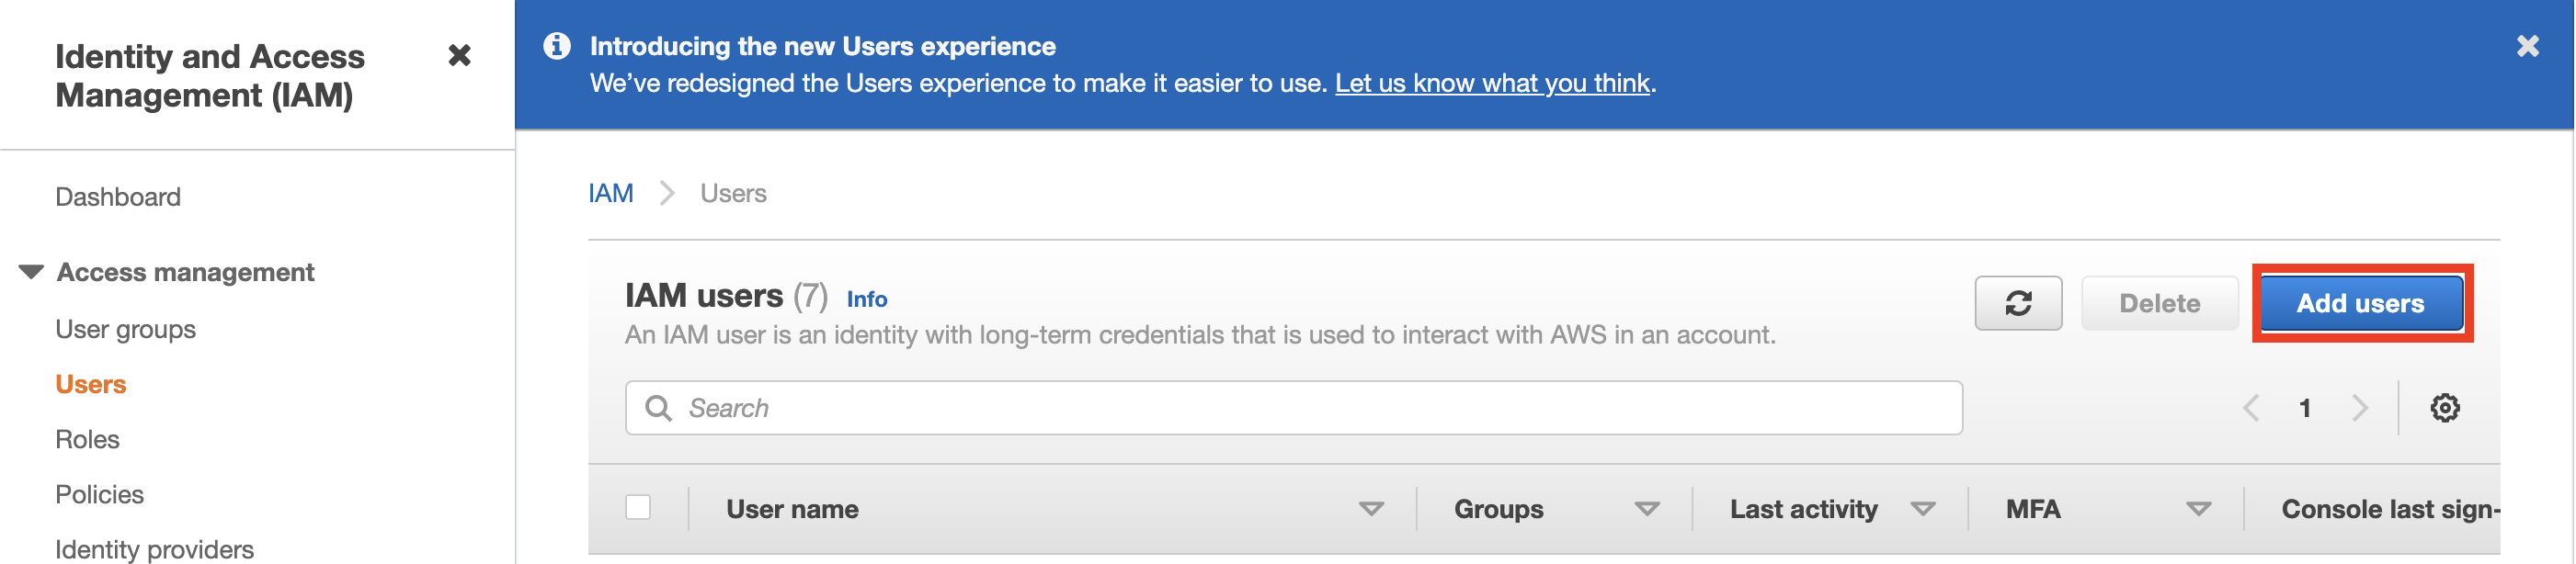 Identity and Access
Management (IAM)
Dashboard
Access management
User groups
Users
Roles
Policies
Identity providers
Introducing the new Users experience
We’ve redesigned the Users experience to make it easier to use. Let us know what you think.
IAM > Users
IAM users (7) Info
An IAM user is an identity with long-term credentials that is used to interact with AWS in an account.
Delete
Add users
Search
1
User name Groups Last activity MFA Console last sign-